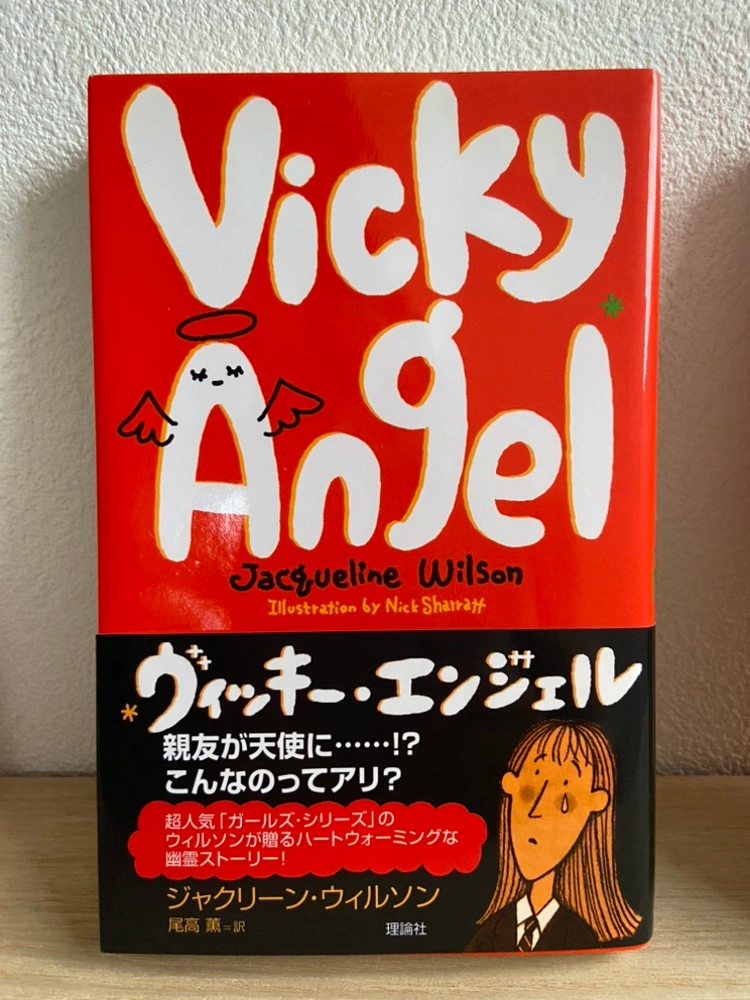 Vicky
Angel
Jacqueline Wilson
Illustration by Nick Sharratt
ヴィッキー・エンジェル
親友が天使に……!?
こんなのってアリ?
超人気「ガールズ・シリーズ」の
ウィルソンが贈るハートウォーミングな
幽霊ストーリー!
ジャクリーン・ウィルソン
尾高 薫=訳
理論社